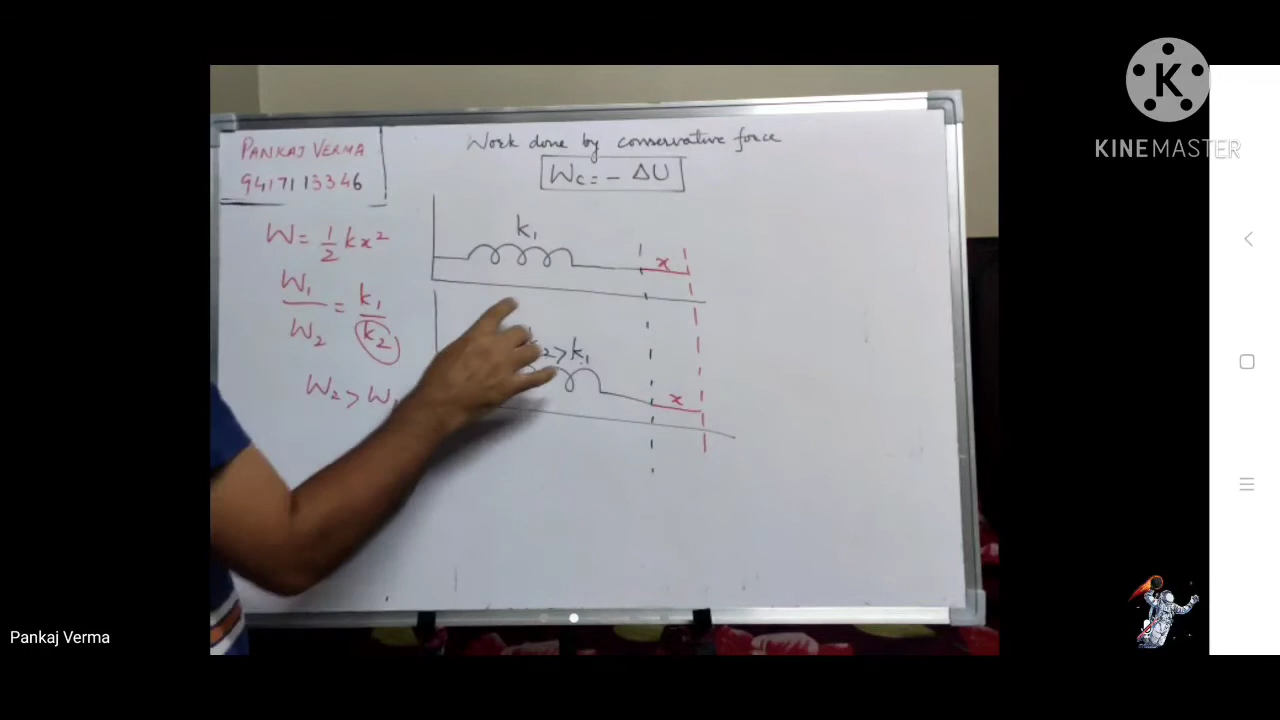 PANKAJ VERMA
9417113346
Work done by conservative force
Wc = - ΔU
W = 1/2 kx²
W₁/W₂ = k₁/k₂
W₂ > W₁
k₁
x
k₂ > k₁
x
K
KINEMASTER
Pankaj Verma